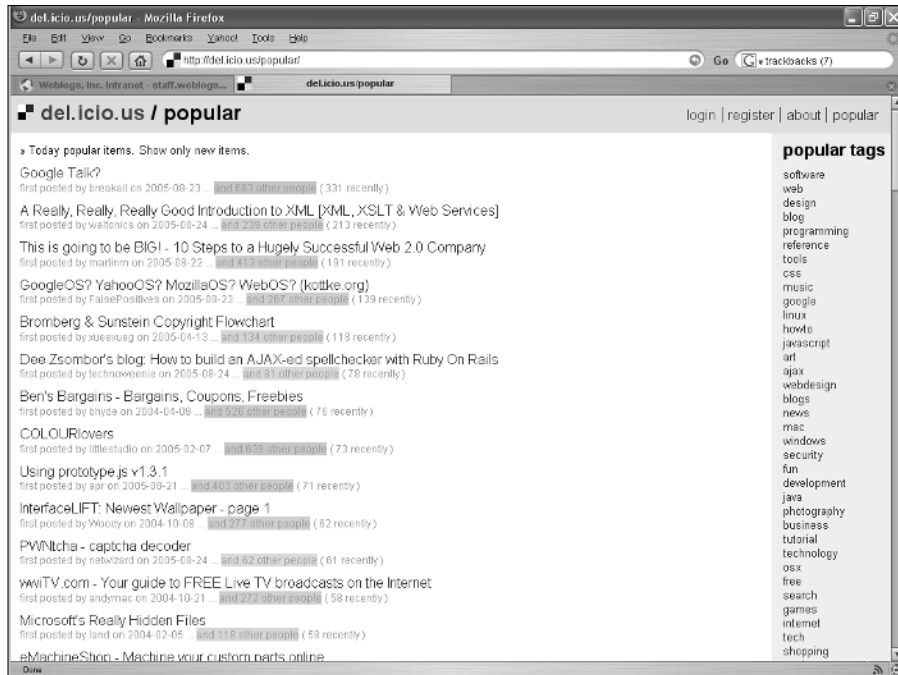 del.icio.us/popular - Mozilla Firefox
File Edit View Go Bookmarks Yahoo! Tools Help
http://del.icio.us/popular/ Go G trackbacks (7)
Weblogs, Inc. Intranet - staff.weblogs... del.icio.us/popular
del.icio.us / popular
login | register | about | popular
» Today popular items. Show only new items.
Google Talk?
first posted by breakall on 2005-08-23 ... and 683 other people ( 331 recently )
A Really, Really, Really Good Introduction to XML [XML, XSLT & Web Services]
first posted by waltonics on 2005-08-24 ... and 239 other people ( 213 recently )
This is going to be BIG! - 10 Steps to a Hugely Successful Web 2.0 Company
first posted by martinm on 2005-08-22 ... and 413 other people ( 191 recently )
GoogleOS? YahooOS? MozillaOS? WebOS? (kottke.org)
first posted by FalsePositives on 2005-08-23 ... and 267 other people ( 139 recently )
Bromberg & Sunstein Copyright Flowchart
first posted by xueexueg on 2005-04-13 ... and 134 other people ( 118 recently )
Dee Zsombor's blog: How to build an AJAX-ed spellchecker with Ruby On Rails
first posted by technoweenie on 2005-08-24 ... and 81 other people ( 78 recently )
Ben's Bargains - Bargains, Coupons, Freebies
first posted by bhyde on 2004-04-09 ... and 526 other people ( 76 recently )
COLOURlovers
first posted by littlestudio on 2005-02-07 ... and 638 other people ( 73 recently )
Using prototype.js v1.3.1
first posted by apr on 2005-08-21 ... and 403 other people ( 71 recently )
InterfaceLIFT: Newest Wallpaper - page 1
first posted by Woody on 2004-10-08 ... and 277 other people ( 62 recently )
PWNtcha - captcha decoder
first posted by netwizard on 2005-08-24 ... and 62 other people ( 61 recently )
wwiTV.com - Your guide to FREE Live TV broadcasts on the Internet
first posted by andymac on 2004-10-21 ... and 272 other people ( 58 recently )
Microsoft's Really Hidden Files
first posted by land on 2004-02-05 ... and 118 other people ( 58 recently )
eMachineShop - Machine your custom parts online
popular tags
software
web
design
blog
programming
reference
tools
css
music
google
linux
howto
javascript
art
ajax
webdesign
blogs
news
mac
windows
security
fun
development
java
photography
business
tutorial
technology
osx
free
search
games
internet
tech
shopping
Done